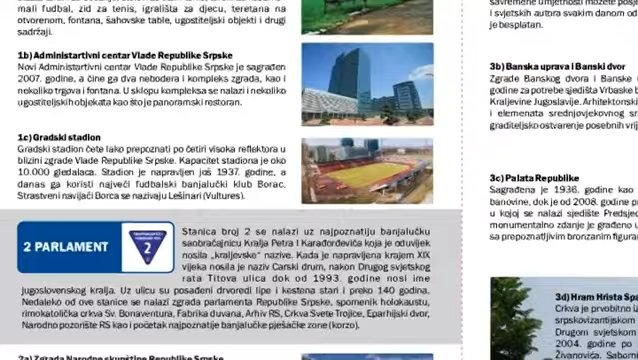 mali fudbal, zid za tenis, igrališta za djecu, teretana na
otvorenom, fontana, šahovske table, ugostiteljski objekti i drugi
sadržaji.
1b) Administartivni centar Vlade Republike Srpske
Novi Administartivni centar Vlade Republike Srpske je sagrađen
2007. godine, a čine ga dva nebodera i kompleks zgrada, kao i
nekoliko trgova i fontana. U sklopu kompleksa se nalazi i nekoliko
ugostiteljskih objekata kao što je panoramski restoran.
1c) Gradski stadion
Gradski stadion ćete lako prepoznati po četiri visoka reflektora u
blizini zgrade Vlade Republike Srpske. Kapacitet stadiona je oko
10.000 gledalaca. Stadion je napravljen još 1937. godine, a
danas ga koristi najveći fudbalski banjalučki klub Borac.
Strastveni navijači Borca se nazivaju Lešinari (Vultures).
2 PARLAMENT
2
Stanica broj 2 se nalazi uz najpoznatiju banjalučku
saobraćajnicu Kralja Petra I Karađorđevića koja je oduvijek
nosila „kraljevske" nazive. Kada je napravljena krajem XIX
vijeka nosila je naziv Carski drum, nakon Drugog svjetskog
rata Titova ulica dok od 1993. godine nosi ime
jugoslovenskog kralja. Uz ulicu su posađeni drvoredi lipe i kestena stari i preko 140 godina.
Nedaleko od ove stanice se nalazi zgrada parlamenta Republike Srpske, spomenik holokaustu,
rimokatolička crkva Sv. Bonaventura, Fabrika duvana, Arhiv RS, Crkva Svete Trojice, Eparhijski dvor,
Narodno pozorište RS kao i početak najpoznatije banjalučke pješačke zone (korzo).
2a) Zgrada Narodne skupštine Republike Srpske
savremene umjetnosti možete
i svjetskih autora svakim danom od
je besplatan.
3b) Banska uprava i Banski dvor
Zgrade Banskog dvora i Banske
godine za potrebe sjedišta Vrbaske
Kraljevine Jugoslavije. Arhitektonski
i elemenata srednjovjekovnog
graditeljsko ostvarenje posebnih
3c) Palata Republike
Sagrađena je 1936. godine kao
banovine, dok je od 2008. godine
u kojoj se nalazi sjedište
monumentalno zdanje je građeno
sa prepoznatljivim bronzanim
3d) Hram Hrista
Crkva je prvobitno
srpskovizantijskom
Drugom svjetskom
2004. godine po
Živanovića.